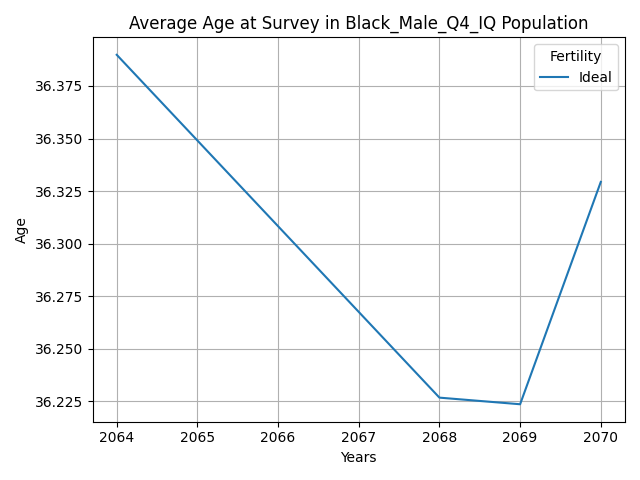 Average Age at Survey in Black_Male_Q4_IQ Population
Fertility
Ideal
36.375
36.350
36.325
36.300
36.275
36.250
36.225
Age
2064 2065 2066 2067 2068 2069 2070
Years